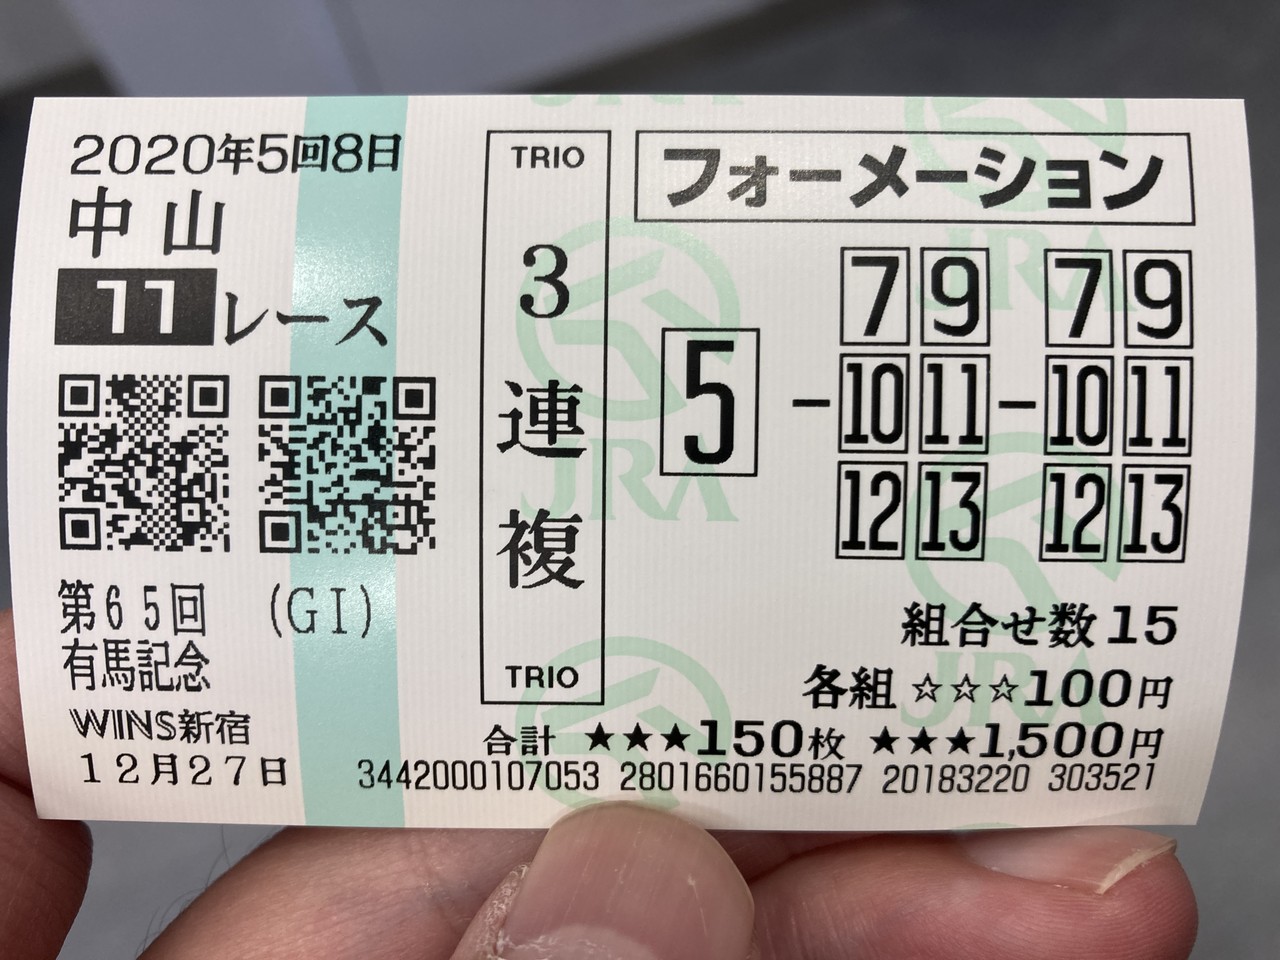 2020年5回8日
中山
11レース
第65回 (GI)
有馬記念
WINS新宿
12月27日
TRIO
3連複
TRIO
フォーメーション
7 9 7 9
5 - 10 11 - 10 11
12 13 12 13
組合せ数15
各組 ☆☆☆100円
合計 ★★★150枚 ★★★1,500円
3442000107053 2801660155887 20183220 303521
JRA
JRA
JRA